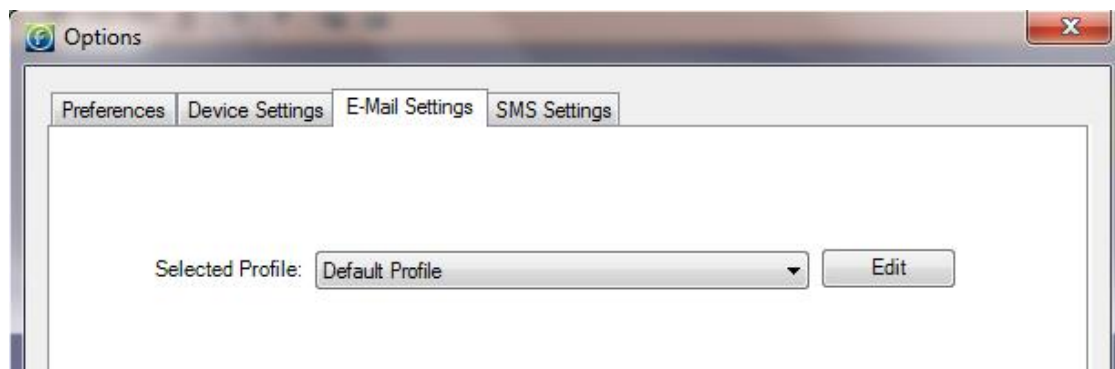 Options
Preferences Device Settings E-Mail Settings SMS Settings
Selected Profile: Default Profile Edit